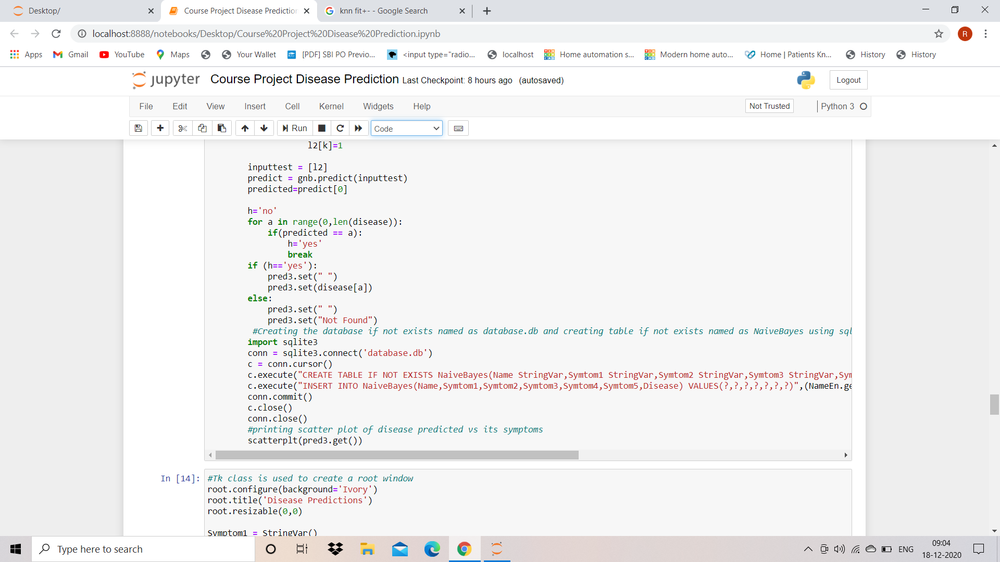 Desktop/
Course Project Disease Prediction
knn fit+- - Google Search
localhost:8888/notebooks/Desktop/Course%20Project%20Disease%20Prediction.ipynb
R
Apps Gmail YouTube Maps Your Wallet [PDF] SBI PO Previo... <input type="radio... localhost Home automation s... Modern home auto... Home | Patients Kn... History History
jupyter Course Project Disease Prediction Last Checkpoint: 8 hours ago (autosaved) Logout
File Edit View Insert Cell Kernel Widgets Help Not Trusted Python 3
Run Code
l2[k]=1
inputtest = [l2]
predict = gnb.predict(inputtest)
predicted=predict[0]
h='no'
for a in range(0,len(disease)):
if(predicted == a):
h='yes'
break
if (h=='yes'):
pred3.set(" ")
pred3.set(disease[a])
else:
pred3.set(" ")
pred3.set("Not Found")
#Creating the database if not exists named as database.db and creating table if not exists named as NaiveBayes using sql
import sqlite3
conn = sqlite3.connect('database.db')
c = conn.cursor()
c.execute("CREATE TABLE IF NOT EXISTS NaiveBayes(Name StringVar,Symtom1 StringVar,Symtom2 StringVar,Symtom3 StringVar,Sym
c.execute("INSERT INTO NaiveBayes(Name,Symtom1,Symtom2,Symtom3,Symtom4,Symtom5,Disease) VALUES(?,?,?,?,?,?,?)",(NameEn.ge
conn.commit()
c.close()
conn.close()
#printing scatter plot of disease predicted vs its symptoms
scatterplt(pred3.get())
In [14]: #Tk class is used to create a root window
root.configure(background='Ivory')
root.title('Disease Predictions')
root.resizable(0,0)
Symptom1 = StringVar()
Type here to search
ENG
09:04
18-12-2020